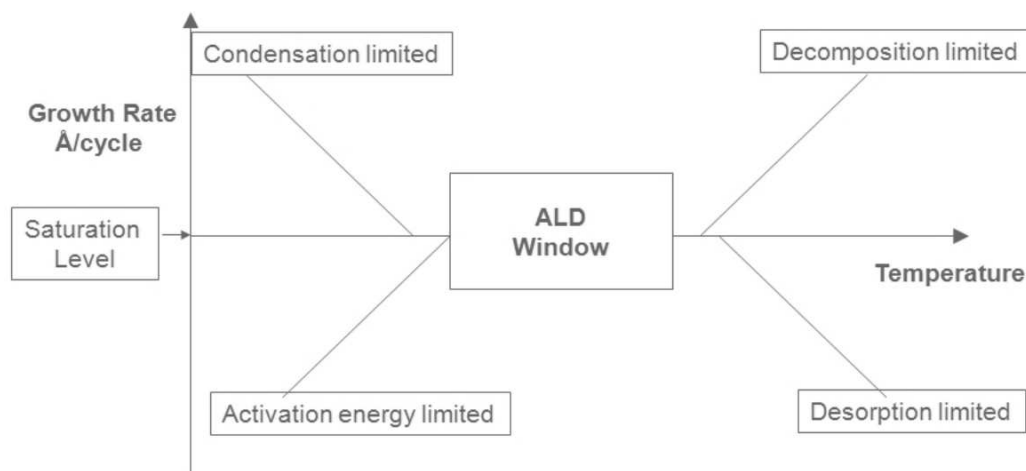 Condensation limited
Decomposition limited
Growth Rate
Å/cycle
Saturation
Level
ALD
Window
Temperature
Activation energy limited
Desorption limited